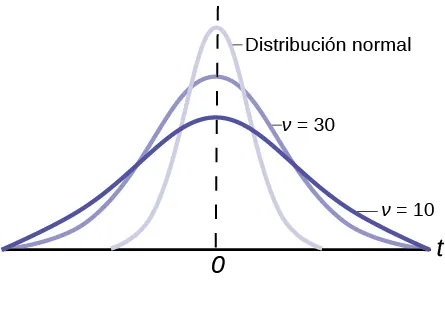 Distribución normal
ν = 30
ν = 10
t
0